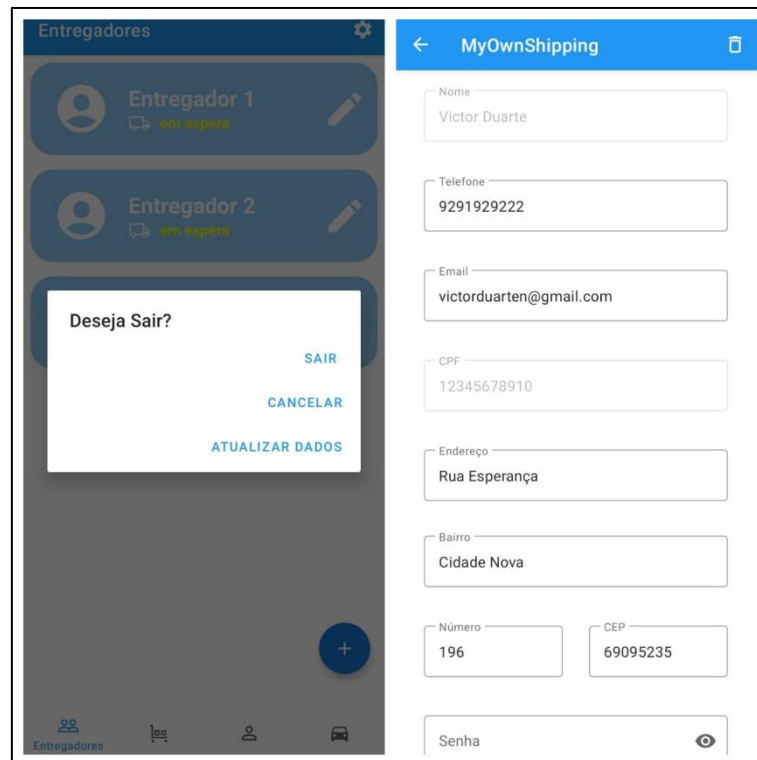 Entregadores
Entregador 1
em espera
Entregador 2
em espera
Deseja Sair?
SAIR
CANCELAR
ATUALIZAR DADOS
Entregadores
MyOwnShipping
Nome
Victor Duarte
Telefone
9291929222
Email
victorduarten@gmail.com
CPF
12345678910
Endereço
Rua Esperança
Bairro
Cidade Nova
Número
196
CEP
69095235
Senha